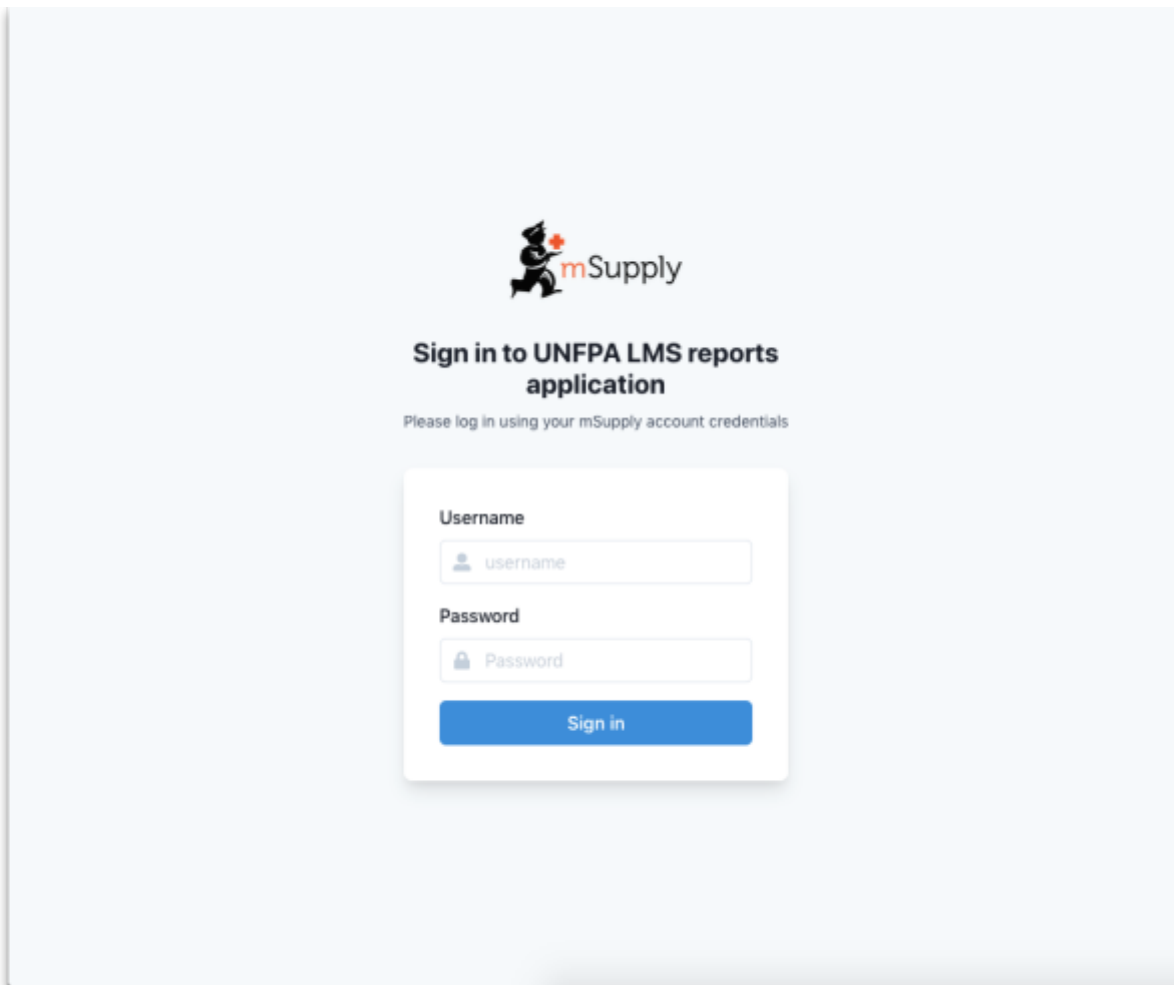 mSupply
Sign in to UNFPA LMS reports
application
Please log in using your mSupply account credentials
Username
username
Password
Password
Sign in